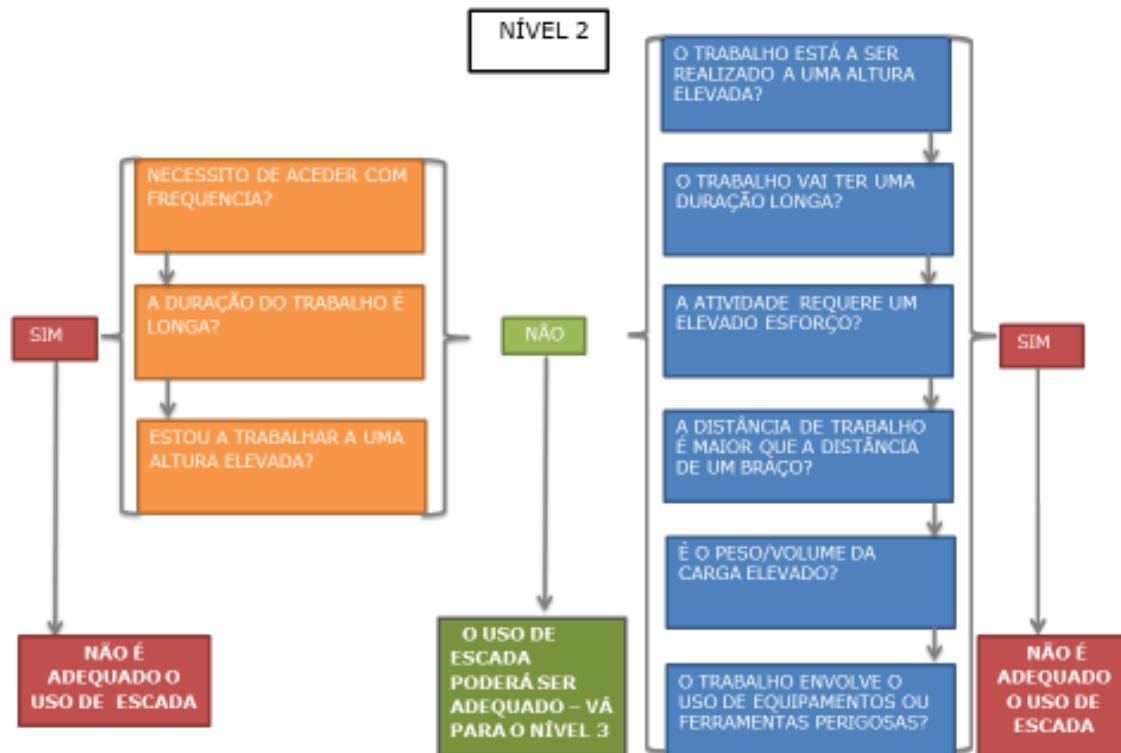 NÍVEL 2
NECESSITO DE ACEDER COM
FREQUENCIA?
A DURAÇÃO DO TRABALHO É
LONGA?
ESTOU A TRABALHAR A UMA
ALTURA ELEVADA?
SIM
NÃO É
ADEQUADO O
USO DE ESCADA
NÃO
O USO DE
ESCADA
PODERÁ SER
ADEQUADO – VÁ
PARA O NÍVEL 3
O TRABALHO ESTÁ A SER
REALIZADO A UMA ALTURA
ELEVADA?
O TRABALHO VAI TER UMA
DURAÇÃO LONGA?
A ATIVIDADE REQUERE UM
ELEVADO ESFORÇO?
A DISTÂNCIA DE TRABALHO
É MAIOR QUE A DISTÂNCIA
DE UM BRAÇO?
É O PESO/VOLUME DA
CARGA ELEVADO?
O TRABALHO ENVOLVE O
USO DE EQUIPAMENTOS OU
FERRAMENTAS PERIGOSAS?
SIM
NÃO É
ADEQUADO
O USO DE
ESCADA